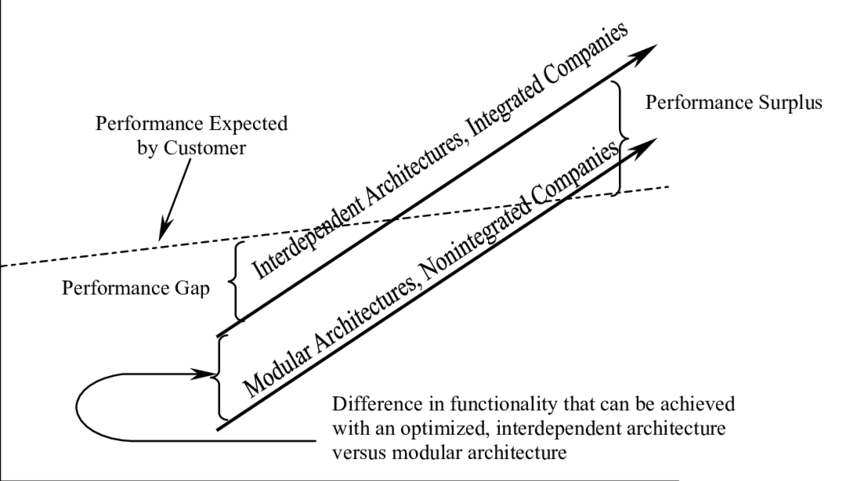 Interdependent Architectures, Integrated Companies
Performance Surplus
Performance Expected
by Customer
Modular Architectures, Nonintegrated Companies
Performance Gap
Difference in functionality that can be achieved
with an optimized, interdependent architecture
versus modular architecture